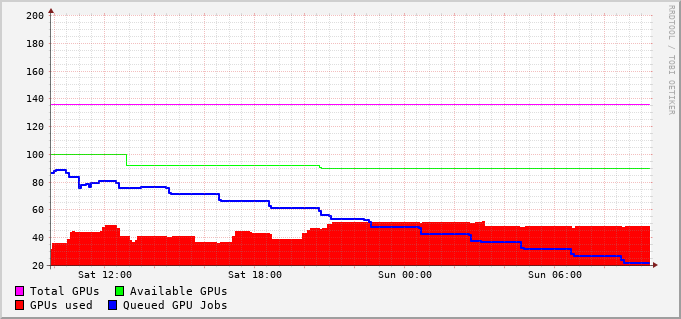 200
180
160
140
120
100
80
60
40
20
Sat 12:00 Sat 18:00 Sun 00:00 Sun 06:00
Total GPUs Available GPUs
GPUs used Queued GPU Jobs
RRDTOOL / TOBI OETIKER